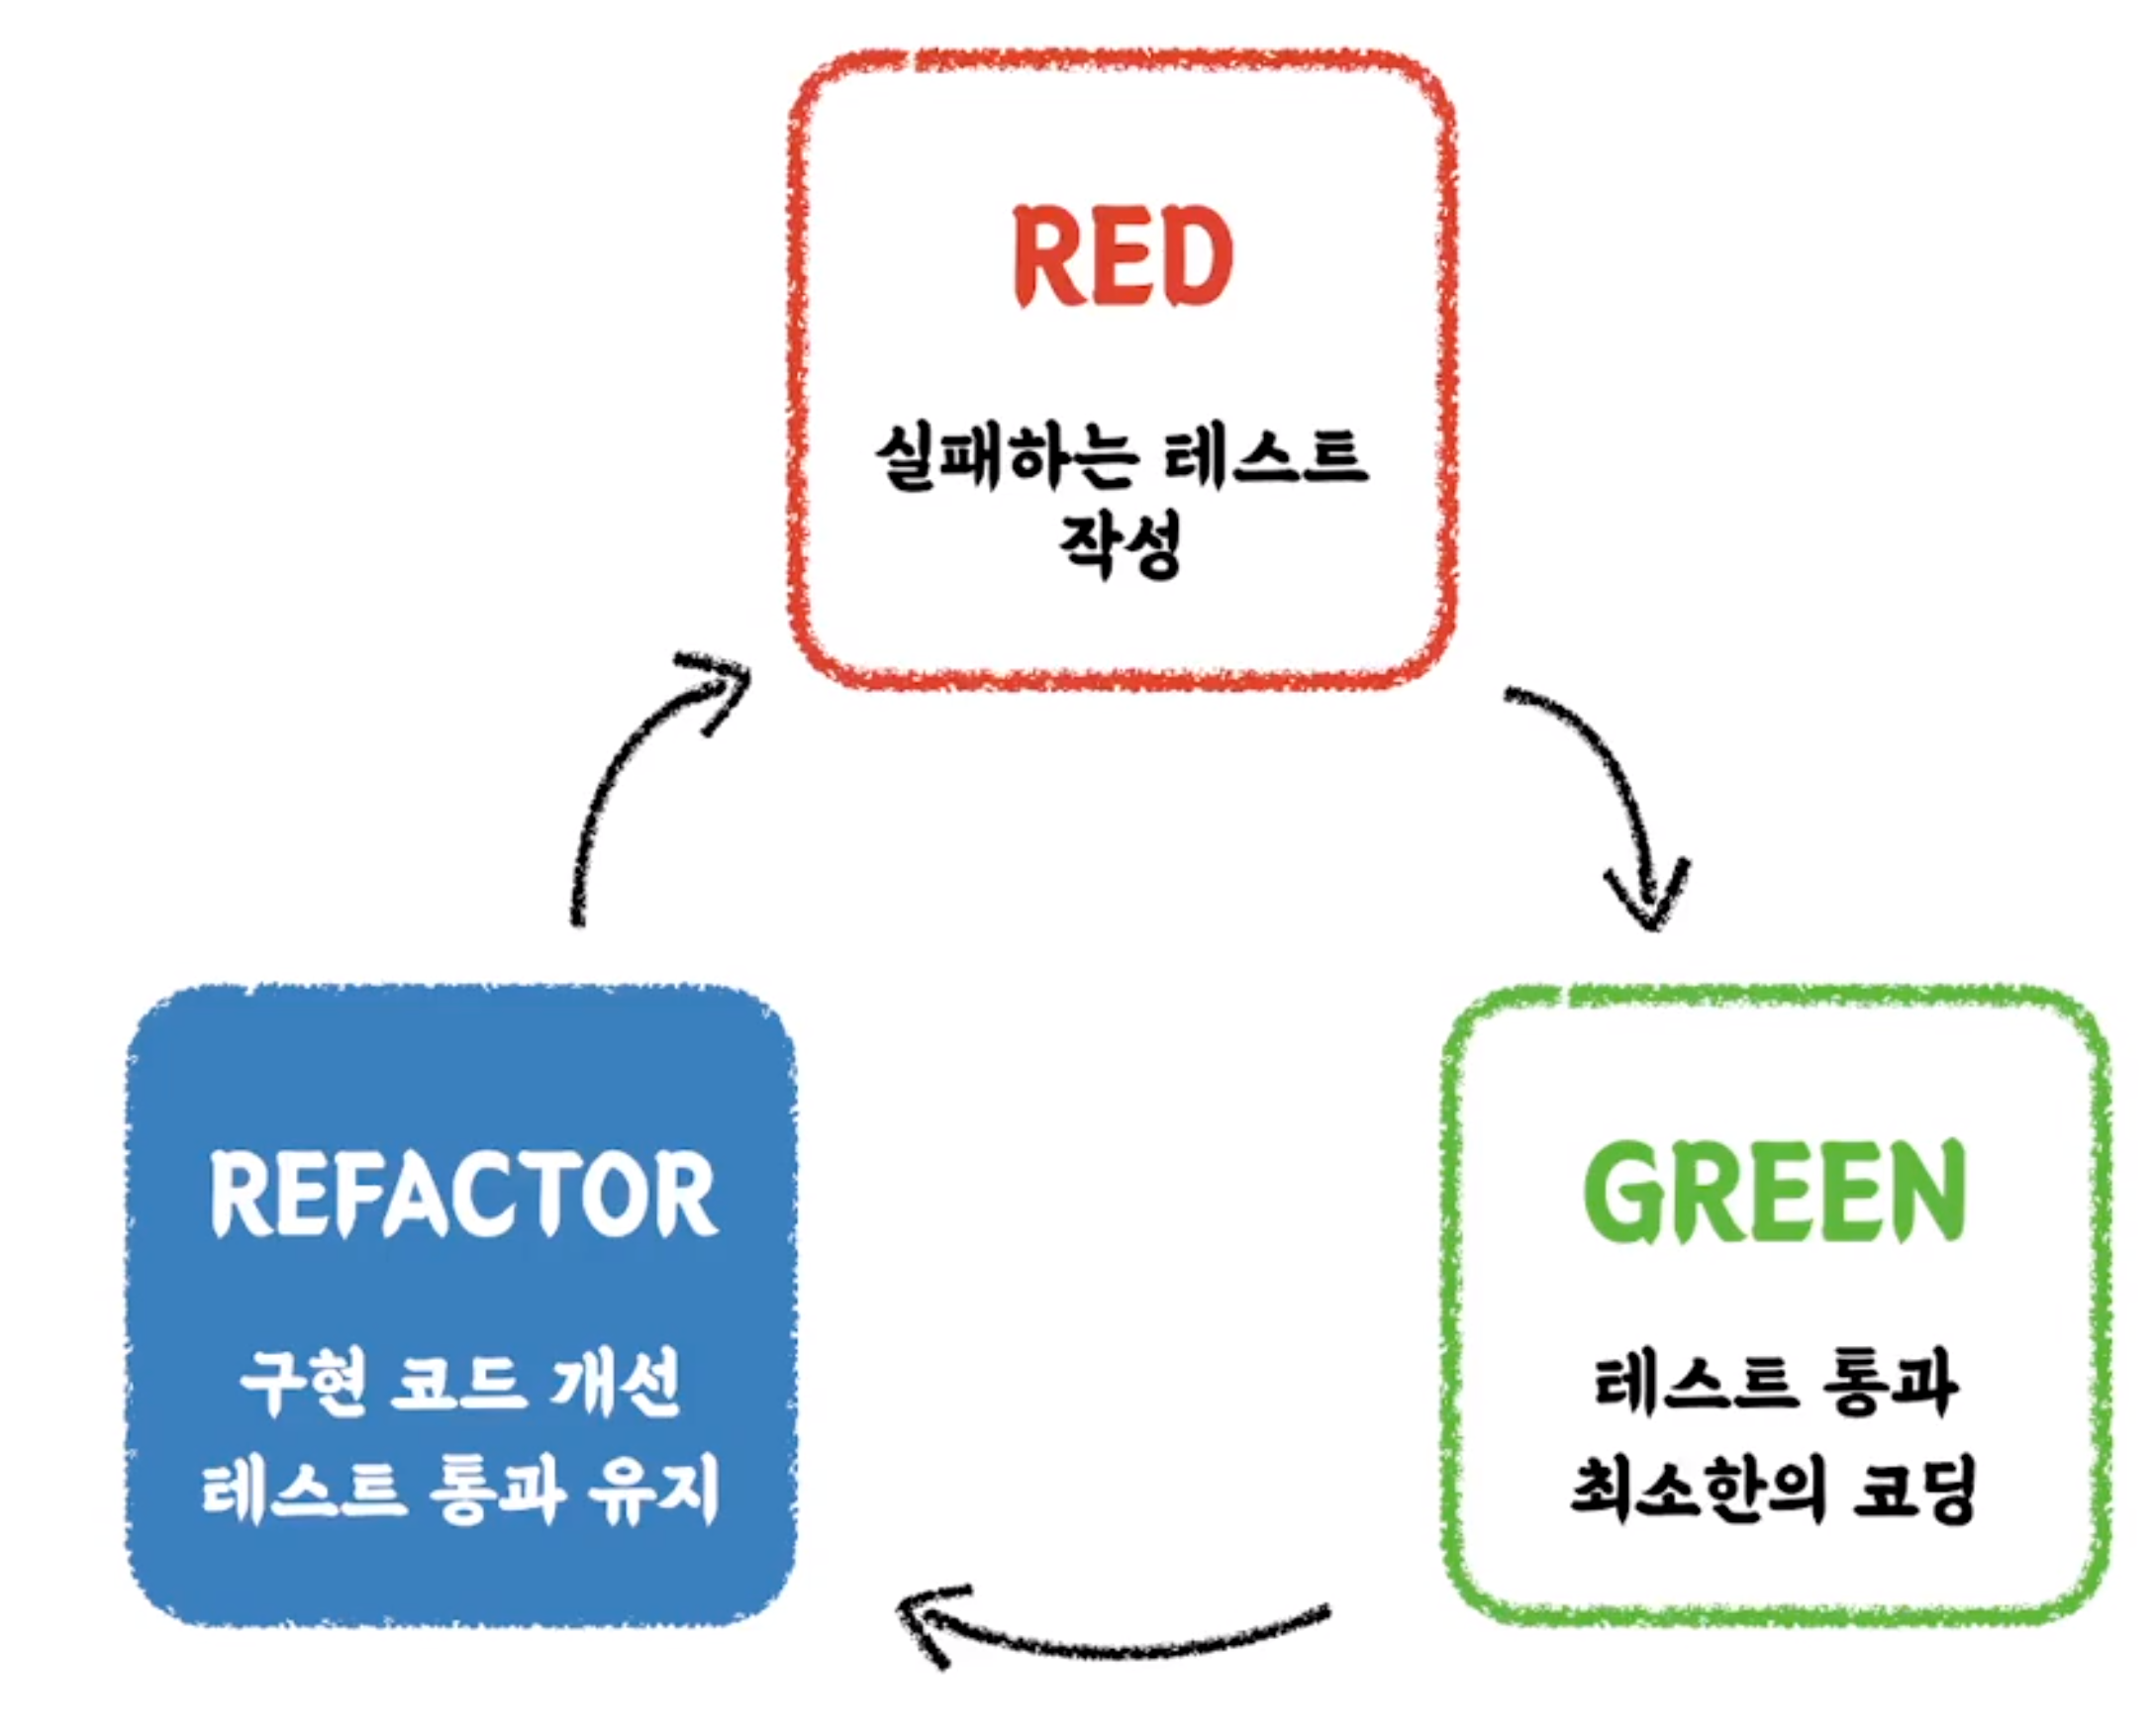 RED
실패하는 테스트
작성
REFACTOR
구현 코드 개선
테스트 통과 유지
GREEN
테스트 통과
최소한의 코딩